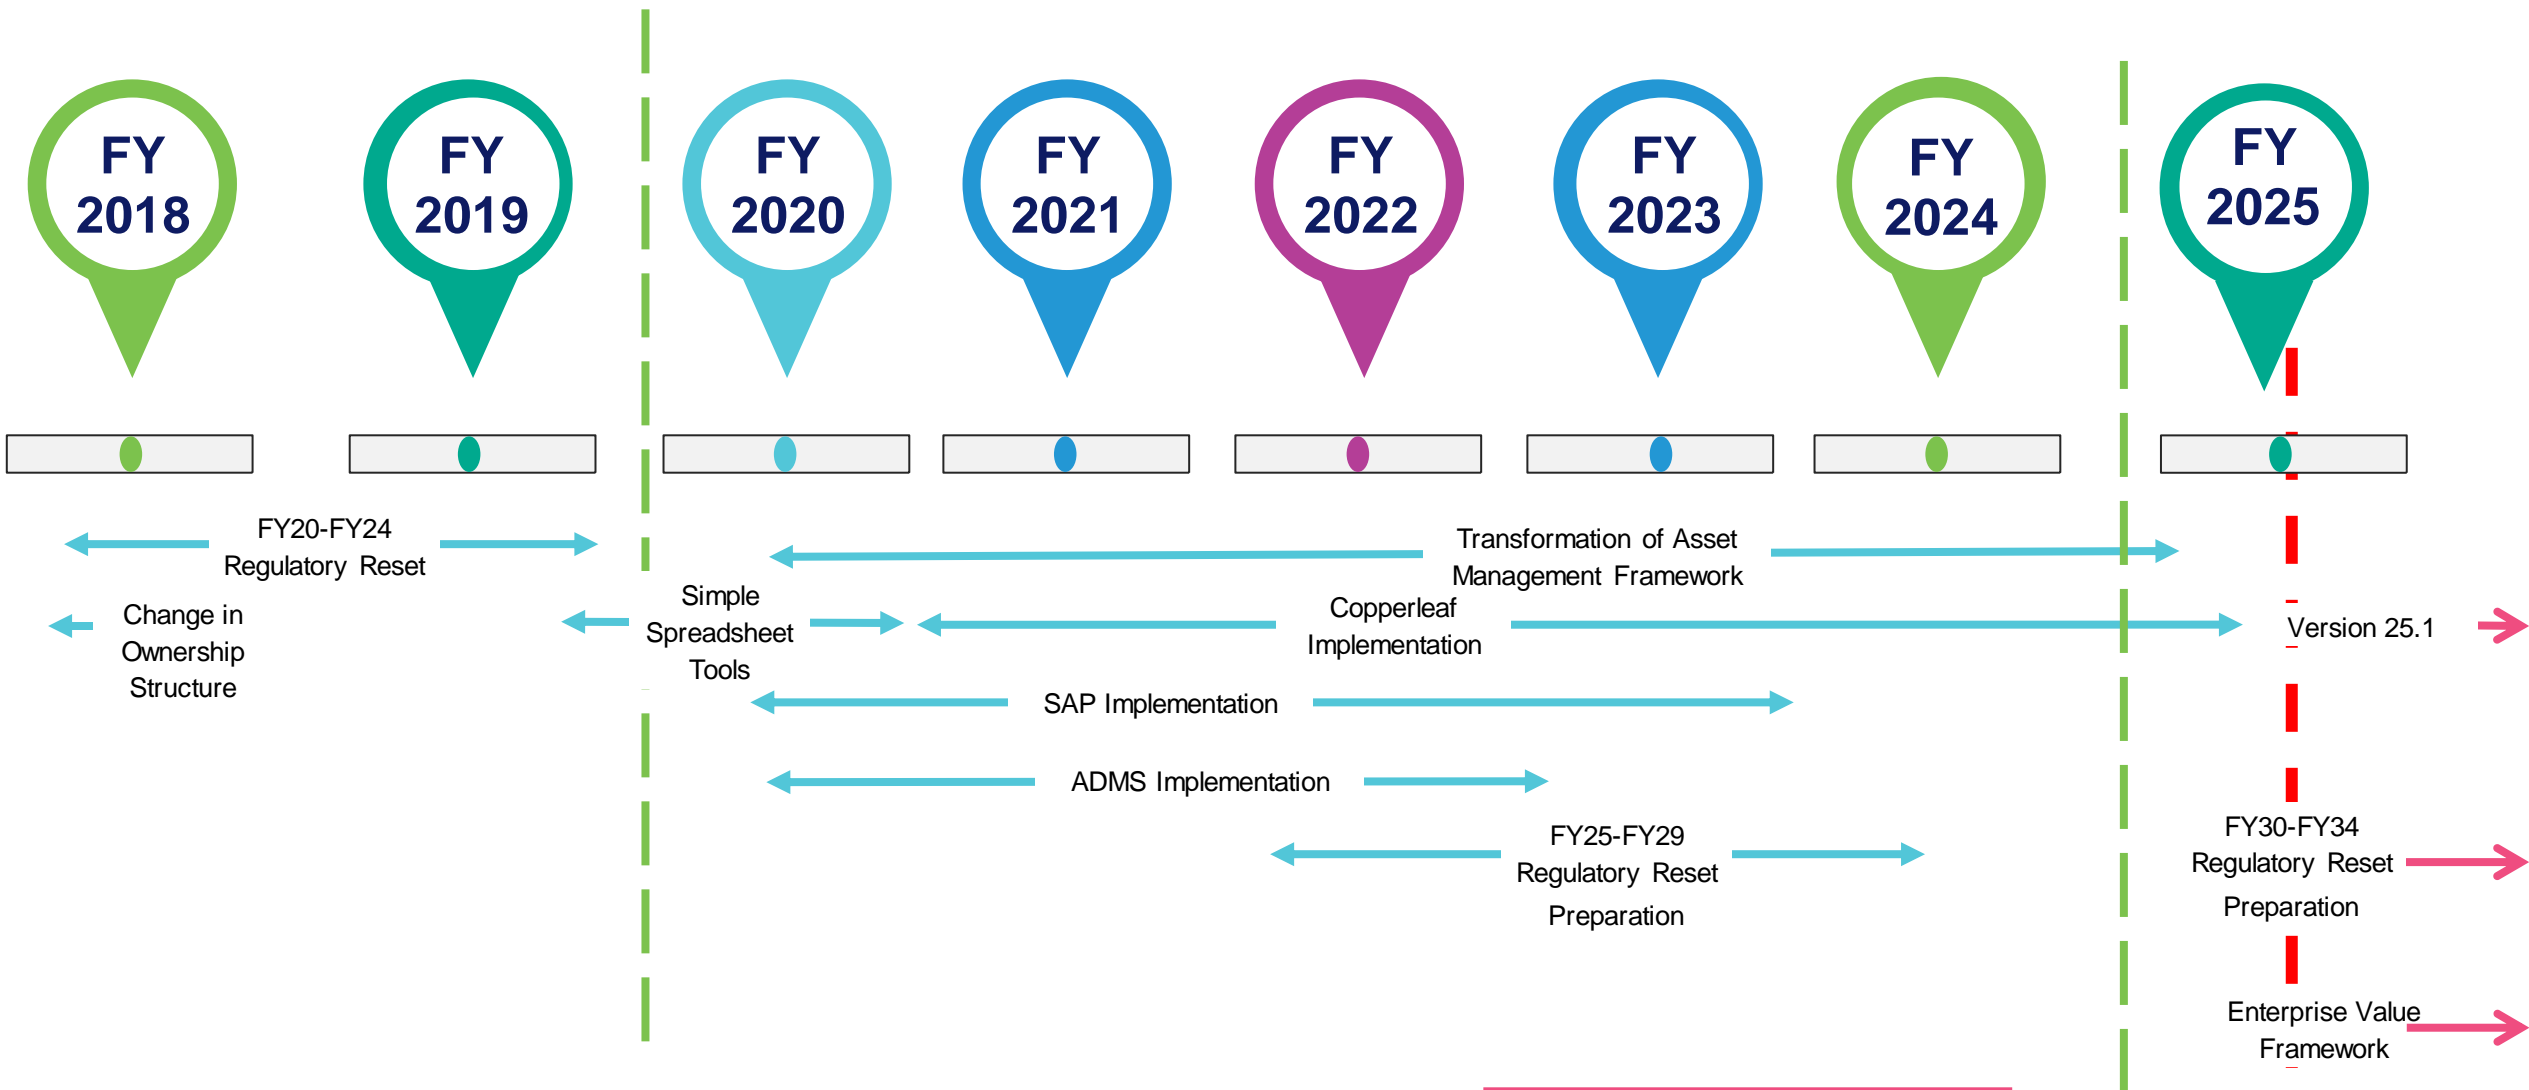 FY
2018
FY
2019
FY
2020
FY
2021
FY
2022
FY
2023
FY
2024
FY
2025
FY20-FY24
Regulatory Reset
Transformation of Asset
Management Framework
Change in
Ownership
Structure
Simple
Spreadsheet
Tools
Copperleaf
Implementation
Version 25.1
SAP Implementation
ADMS Implementation
FY25-FY29
Regulatory Reset
Preparation
FY30-FY34
Regulatory Reset
Preparation
Enterprise Value
Framework